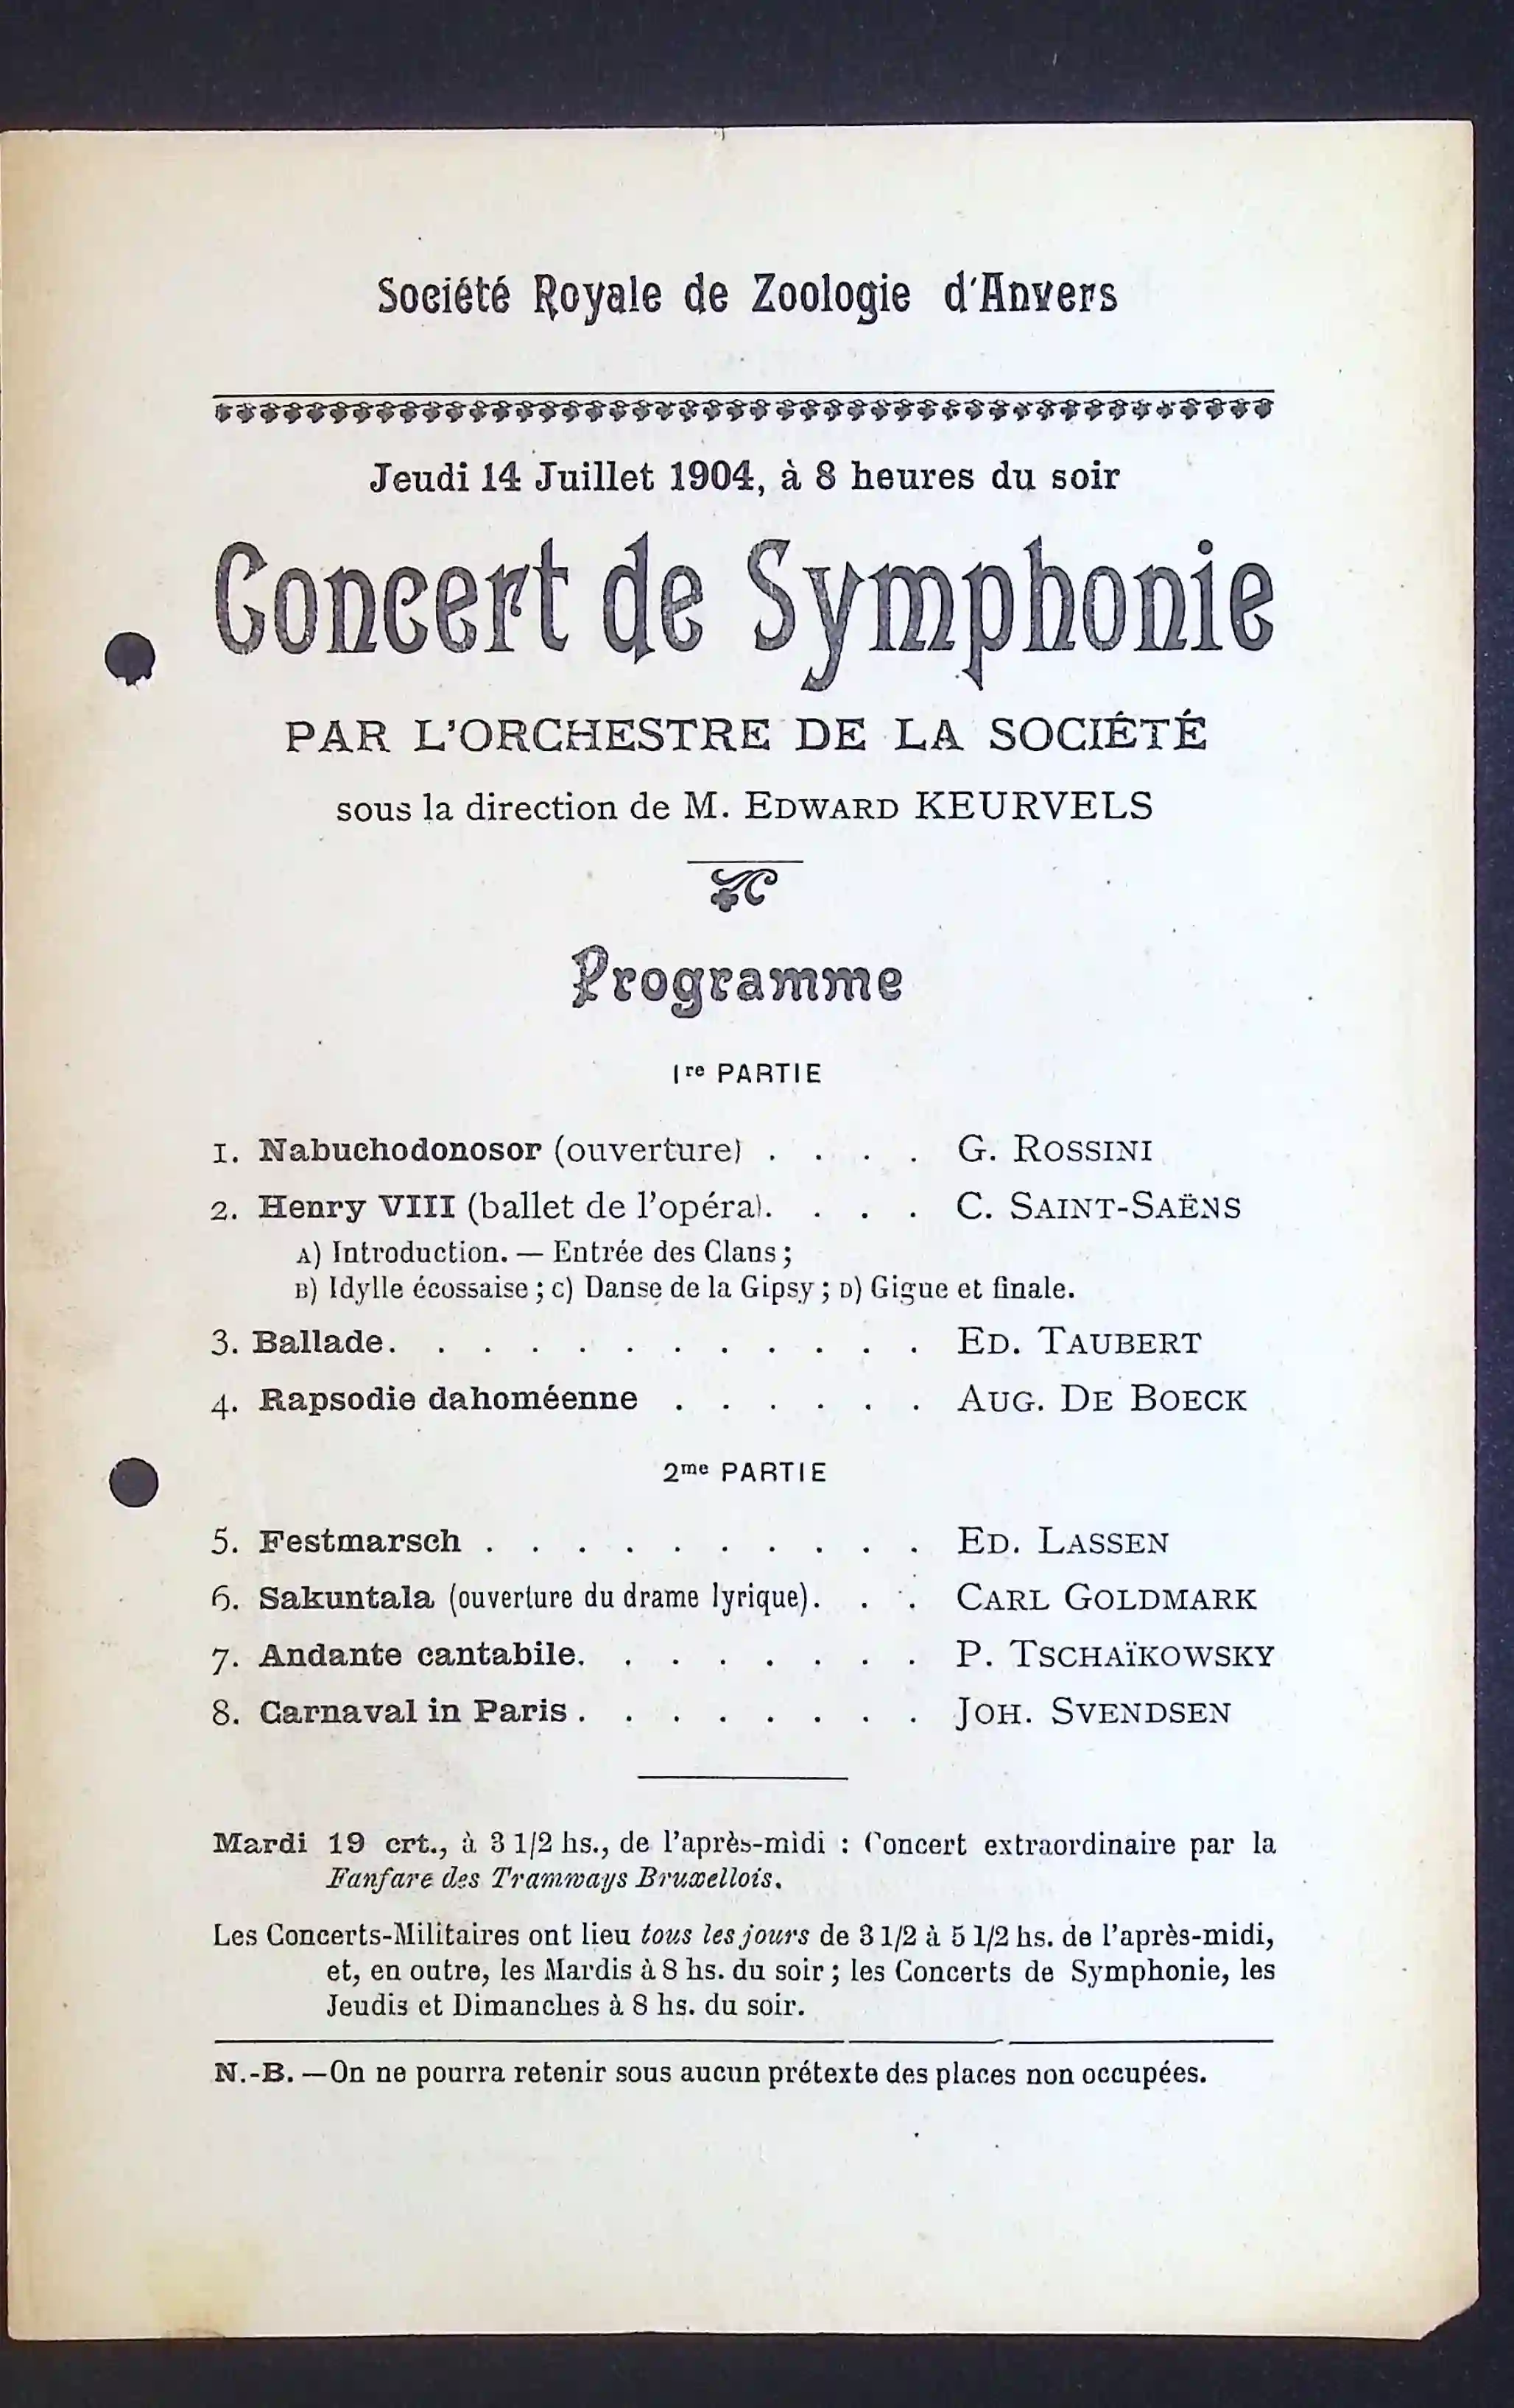 Société Royale de Zoologie d'Anvers
Jeudi 14 Juillet 1904, à 8 heures du soir
Concert de Symphonie
PAR L'ORCHESTRE DE LA SOCIÉTÉ
sous la direction de M. EDWARD KEURVELS
Programme
1re PARTIE
1. Nabuchodonosor (ouverture) . . . . G. ROSSINI
2. Henry VIII (ballet de l'opéra). . . . C. SAINT-SAËNS
A) Introduction. — Entrée des Clans ;
B) Idylle écossaise ; C) Danse de la Gipsy ; D) Gigue et finale.
3. Ballade. . . . . . . . . . . . ED. TAUBERT
4. Rapsodie dahoméenne . . . . . . AUG. DE BOECK
2me PARTIE
5. Festmarsch . . . . . . . . . . ED. LASSEN
6. Sakuntala (ouverture du drame lyrique). . . CARL GOLDMARK
7. Andante cantabile. . . . . . . . P. TSCHAÏKOWSKY
8. Carnaval in Paris . . . . . . . . JOH. SVENDSEN
Mardi 19 crt., à 3 1/2 hs., de l'après-midi : Concert extraordinaire par la
Fanfare des Tramways Bruxellois.
Les Concerts-Militaires ont lieu tous les jours de 3 1/2 à 5 1/2 hs. de l'après-midi,
et, en outre, les Mardis à 8 hs. du soir ; les Concerts de Symphonie, les
Jeudis et Dimanches à 8 hs. du soir.
N.-B. — On ne pourra retenir sous aucun prétexte des places non occupées.